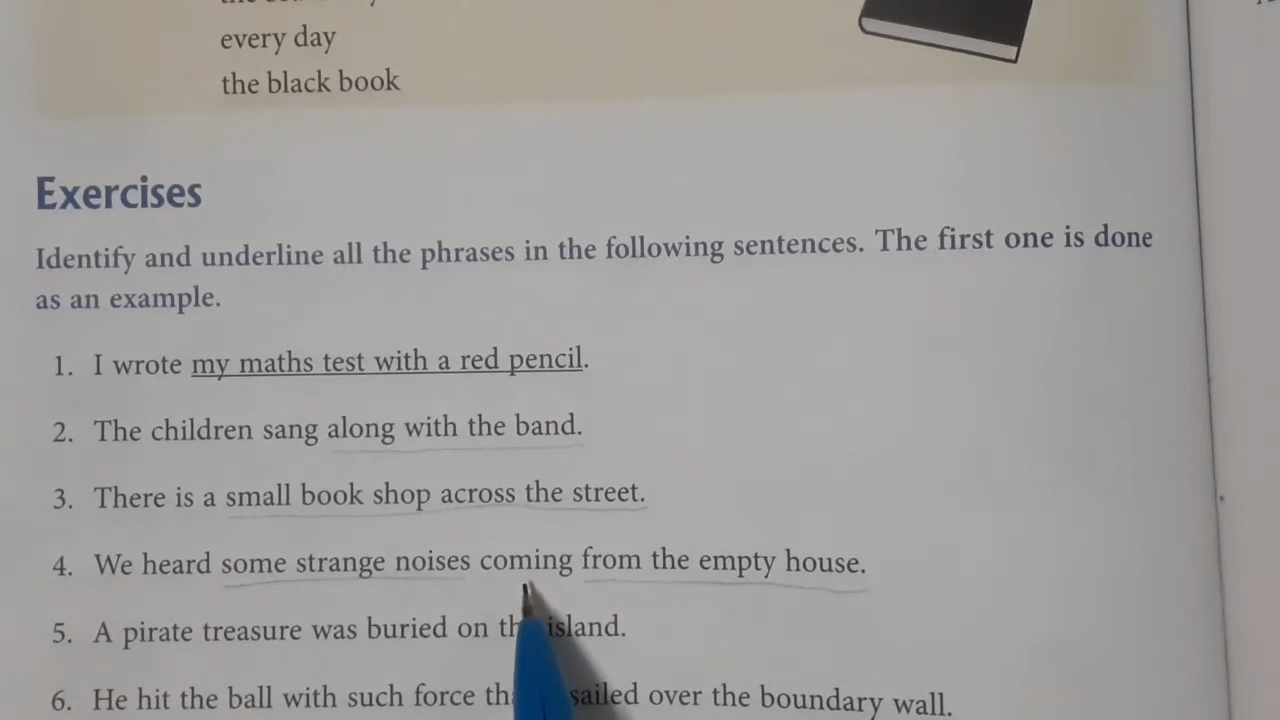 every day
the black book
Exercises
Identify and underline all the phrases in the following sentences. The first one is done
as an example.
1. I wrote my maths test with a red pencil.
2. The children sang along with the band.
3. There is a small book shop across the street.
4. We heard some strange noises coming from the empty house.
5. A pirate treasure was buried on th island.
6. He hit the ball with such force th sailed over the boundary wall.